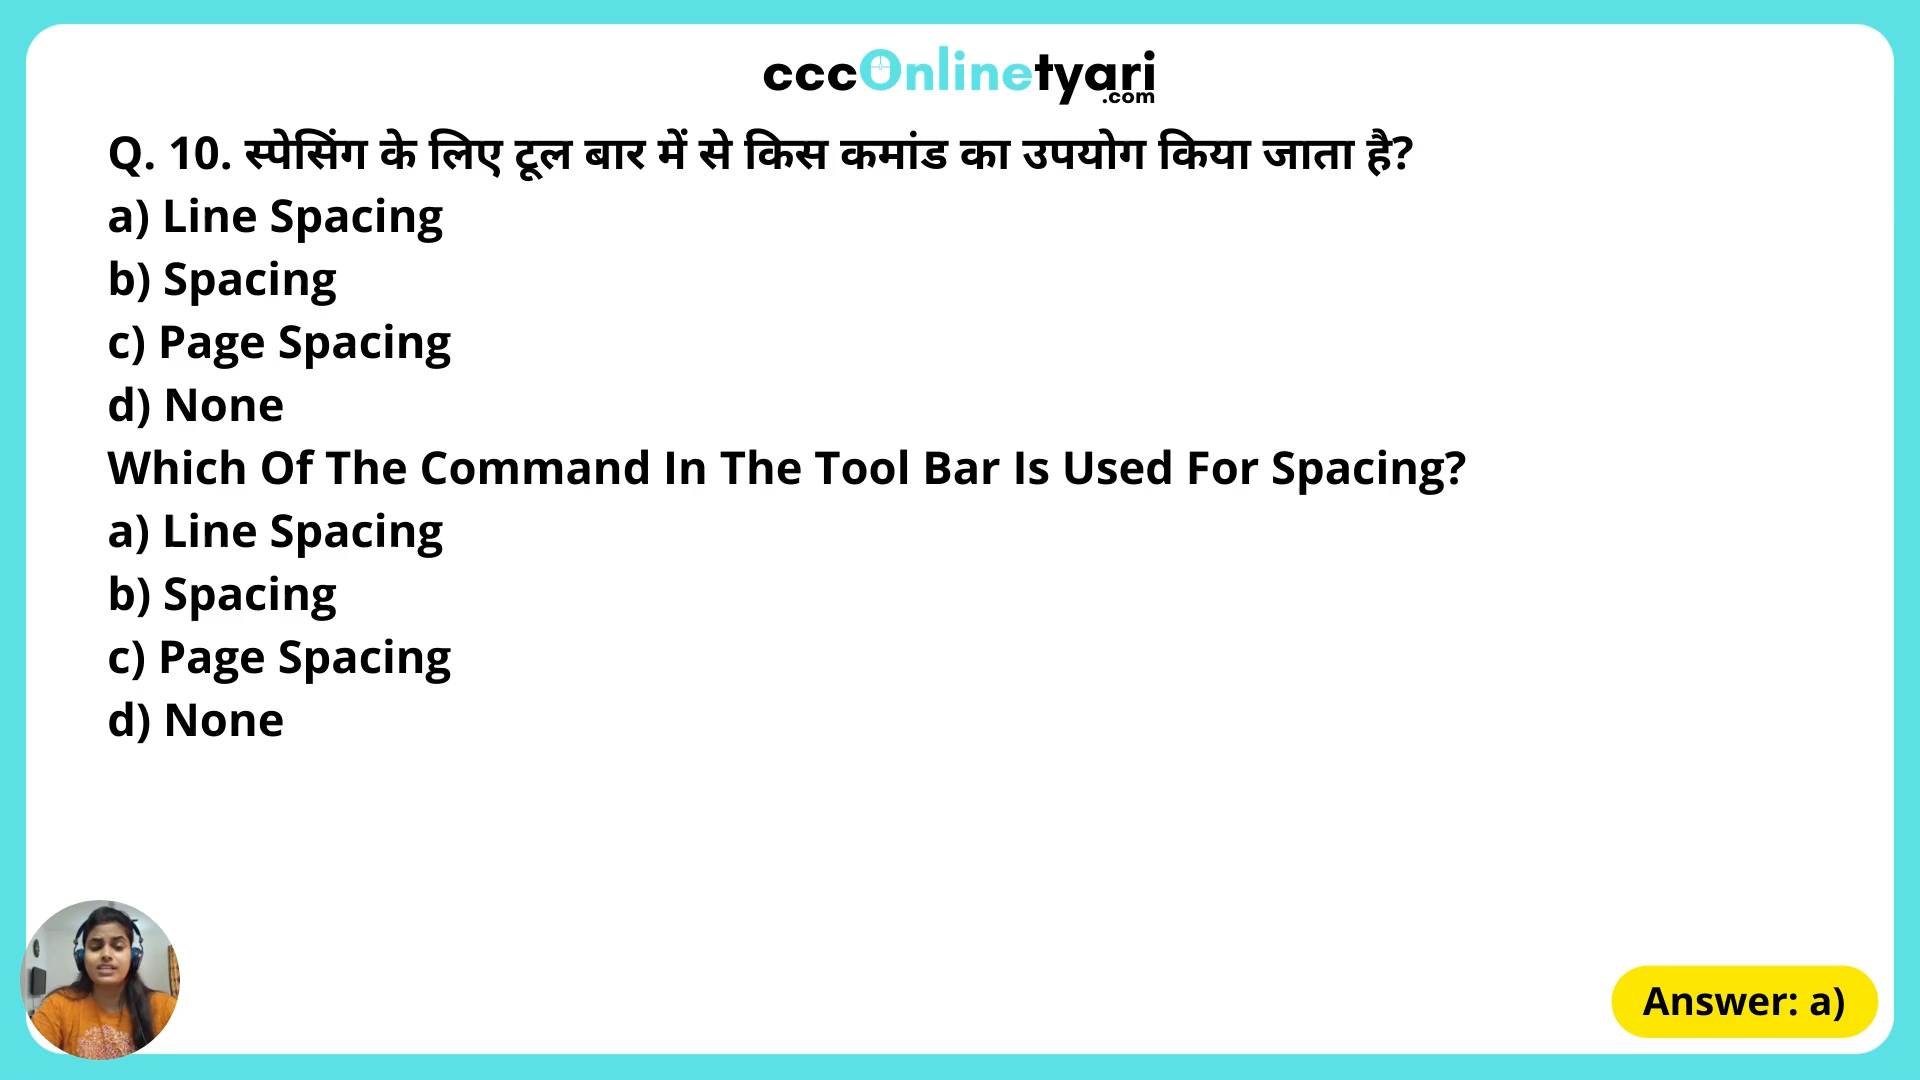 cccOnlinetyari
.com
Q. 10. स्पेसिंग के लिए टूल बार में से किस कमांड का उपयोग किया जाता है?
a) Line Spacing
b) Spacing
c) Page Spacing
d) None
Which Of The Command In The Tool Bar Is Used For Spacing?
a) Line Spacing
b) Spacing
c) Page Spacing
d) None
Answer: a)